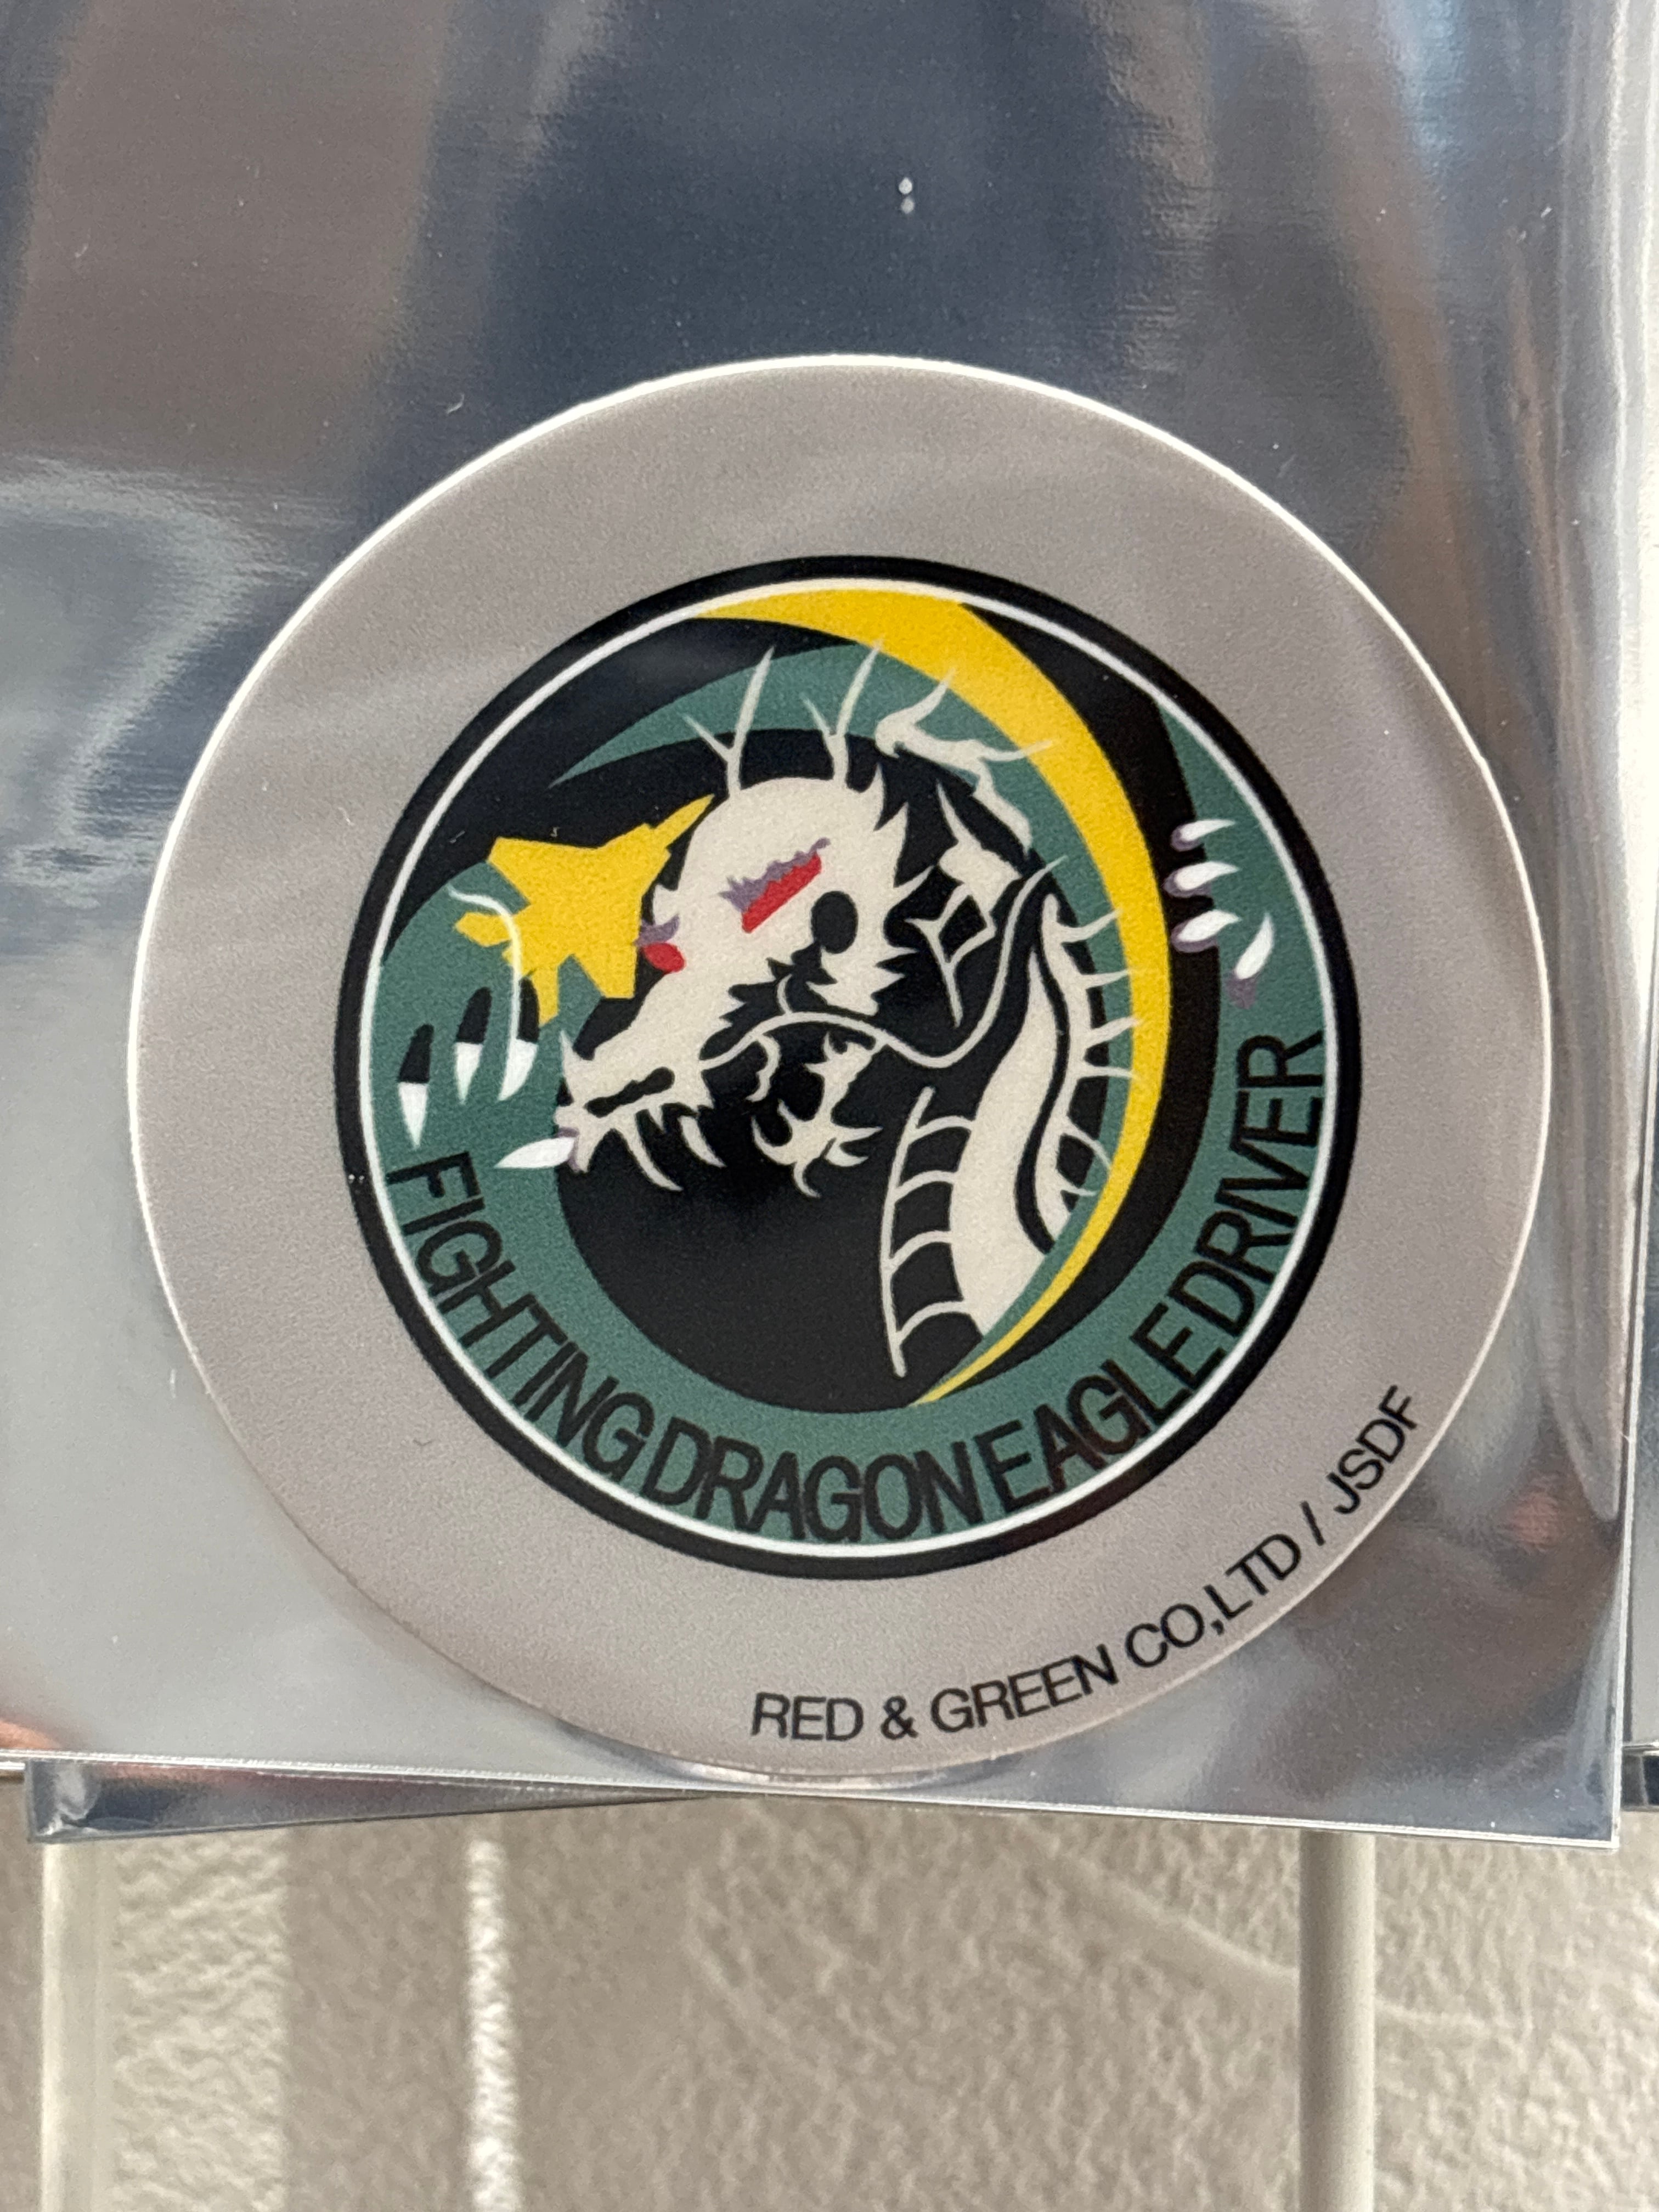 FIGHTING DRAGON EAGLE DRIVER
RED & GREEN CO,LTD / JSDF